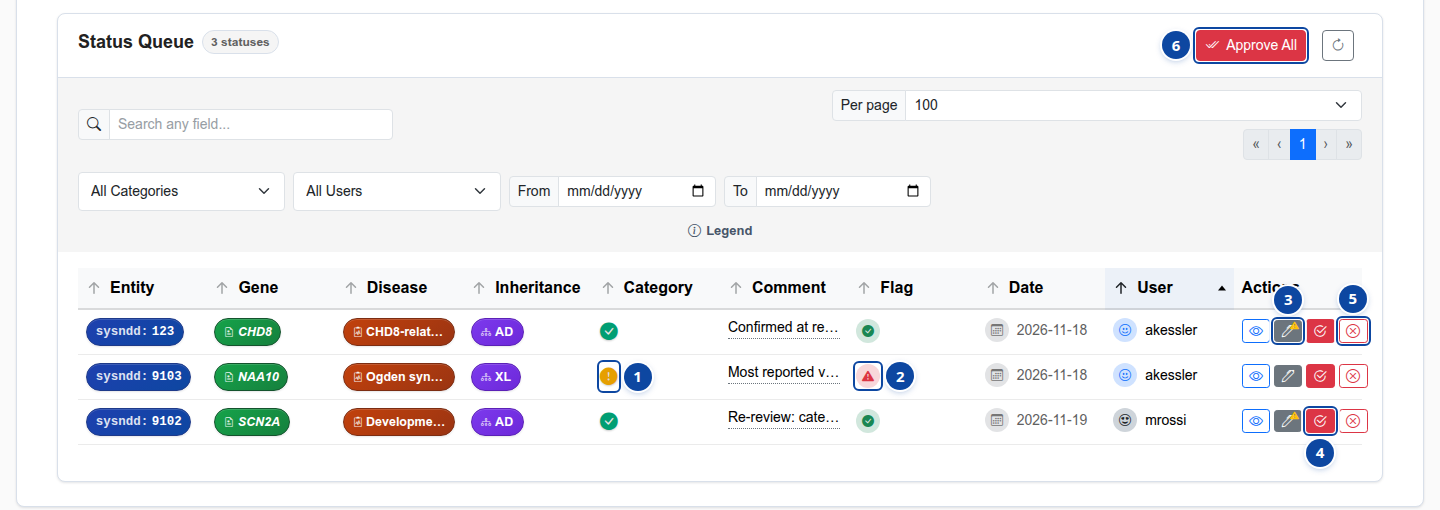 Status Queue 3 statuses 6 Approve All
Per page 100
Search any field...
« ‹ 1 › »
All Categories All Users From mm/dd/yyyy To mm/dd/yyyy
Legend
Entity Gene Disease Inheritance Category Comment Flag Date User Actions
3 5
sysndd: 123 CHD8 CHD8-relat... AD Confirmed at re... 2026-11-18 akessler
sysndd: 9103 NAA10 Ogden syn... XL 1 Most reported v... 2 2026-11-18 akessler
sysndd: 9102 SCN2A Developme... AD Re-review: cate... 2026-11-19 mrossi
4